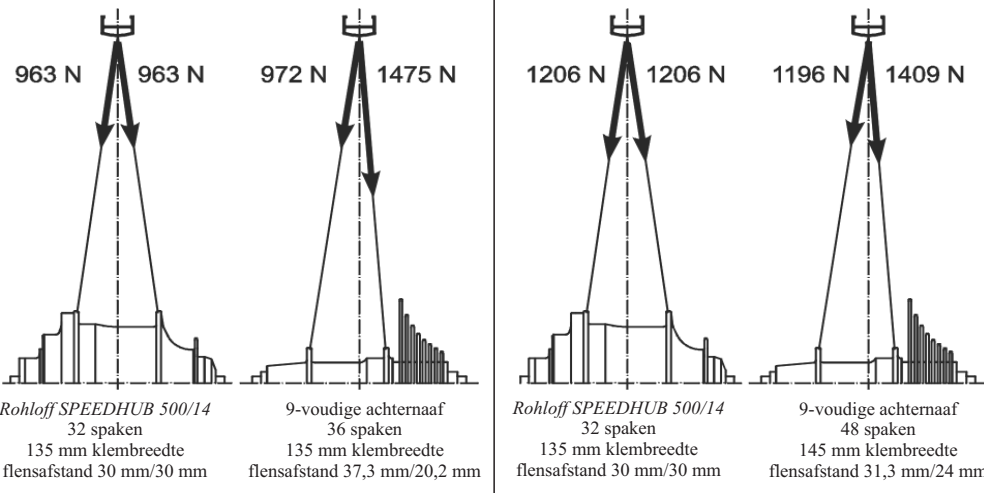 963 N 963 N
972 N 1475 N
Rohloff SPEEDHUB 500/14
32 spaken
135 mm klembreedte
flensafstand 30 mm/30 mm
9-voudige achternaaf
36 spaken
135 mm klembreedte
flensafstand 37,3 mm/20,2 mm
1206 N 1206 N
1196 N 1409 N
Rohloff SPEEDHUB 500/14
32 spaken
135 mm klembreedte
flensafstand 30 mm/30 mm
9-voudige achternaaf
48 spaken
145 mm klembreedte
flensafstand 31,3 mm/24 mm